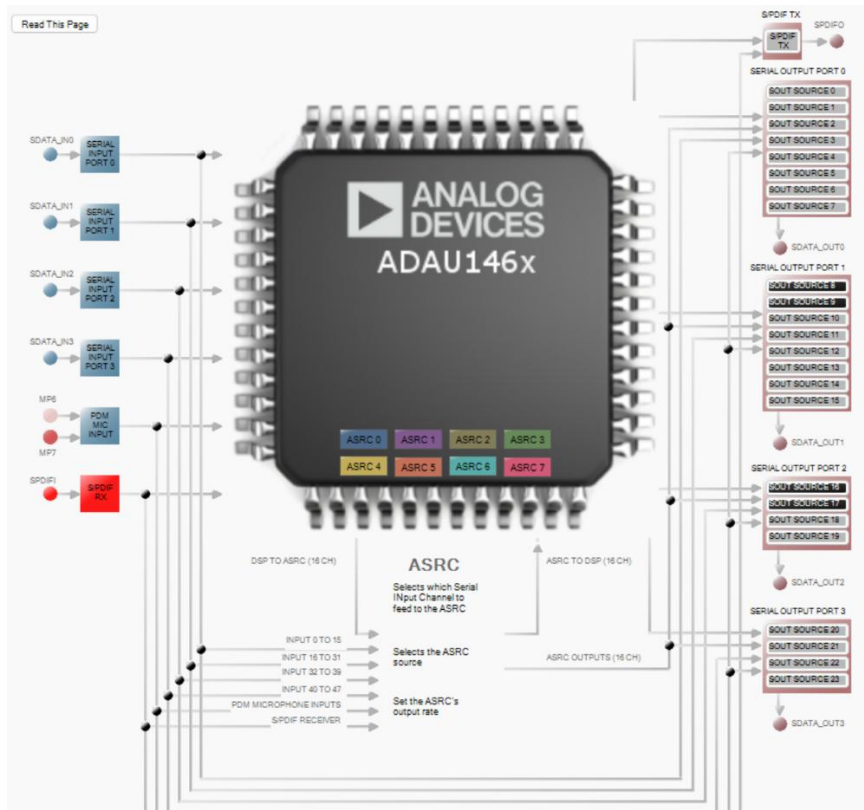 Read This Page
S/PDIF TX
SPDIFO
S/PDIF
TX
SERIAL OUTPUT PORT 0
SOUT SOURCE 0
SOUT SOURCE 1
SOUT SOURCE 2
SOUT SOURCE 3
SOUT SOURCE 4
SOUT SOURCE 5
SOUT SOURCE 6
SOUT SOURCE 7
SDATA_OUT0
SDATA_IN0
SERIAL
INPUT
PORT 0
SDATA_IN1
SERIAL
INPUT
PORT 1
SDATA_IN2
SERIAL
INPUT
PORT 2
SDATA_IN3
SERIAL
INPUT
PORT 3
MP6
PDM
MIC
INPUT
MP7
SPDIFI
S/PDIF
RX
ANALOG
DEVICES
ADAU146x
ASRC 0
ASRC 1
ASRC 2
ASRC 3
ASRC 4
ASRC 5
ASRC 6
ASRC 7
SERIAL OUTPUT PORT 1
SOUT SOURCE 8
SOUT SOURCE 9
SOUT SOURCE 10
SOUT SOURCE 11
SOUT SOURCE 12
SOUT SOURCE 13
SOUT SOURCE 14
SOUT SOURCE 15
SDATA_OUT1
SERIAL OUTPUT PORT 2
SOUT SOURCE 16
SOUT SOURCE 17
SOUT SOURCE 18
SOUT SOURCE 19
SDATA_OUT2
DSP TO ASRC (16 CH)
ASRC
ASRC TO DSP (16 CH)
Selects which Serial
INput Channel to
feed to the ASRC
INPUT 0 TO 15
INPUT 16 TO 31
INPUT 32 TO 39
INPUT 40 TO 47
PDM MICROPHONE INPUTS
S/PDIF RECEIVER
Selects the ASRC
source
Set the ASRC's
output rate
ASRC OUTPUTS (16 CH)
SERIAL OUTPUT PORT 3
SOUT SOURCE 20
SOUT SOURCE 21
SOUT SOURCE 22
SOUT SOURCE 23
SDATA_OUT3